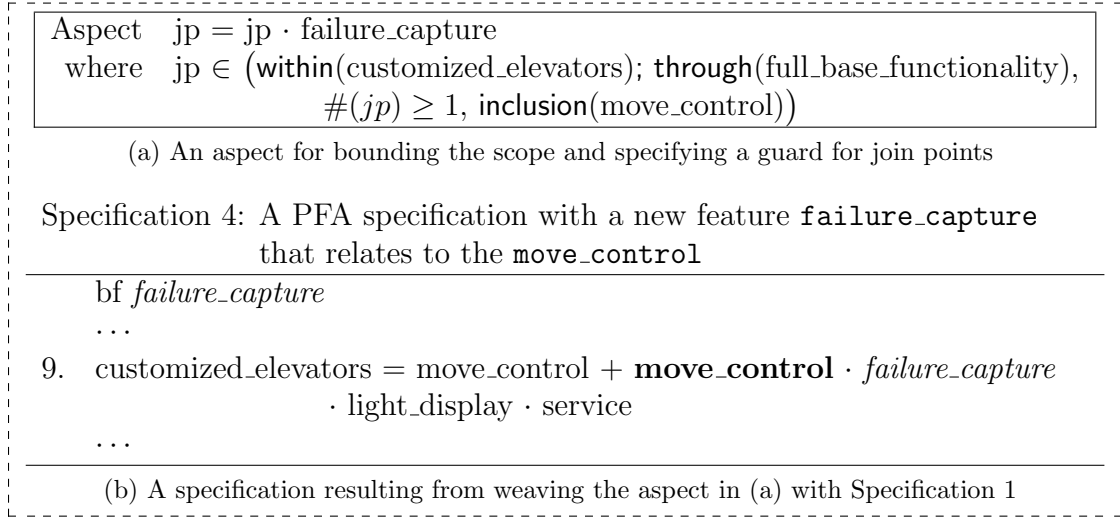 Aspect jp = jp · failure_capture
where jp ∈ (within(customized_elevators); through(full_base_functionality),
#(jp) ≥ 1, inclusion(move_control))
(a) An aspect for bounding the scope and specifying a guard for join points
Specification 4: A PFA specification with a new feature failure_capture
that relates to the move_control
bf failure_capture
...
9. customized_elevators = move_control + move_control · failure_capture
· light_display · service
...
(b) A specification resulting from weaving the aspect in (a) with Specification 1